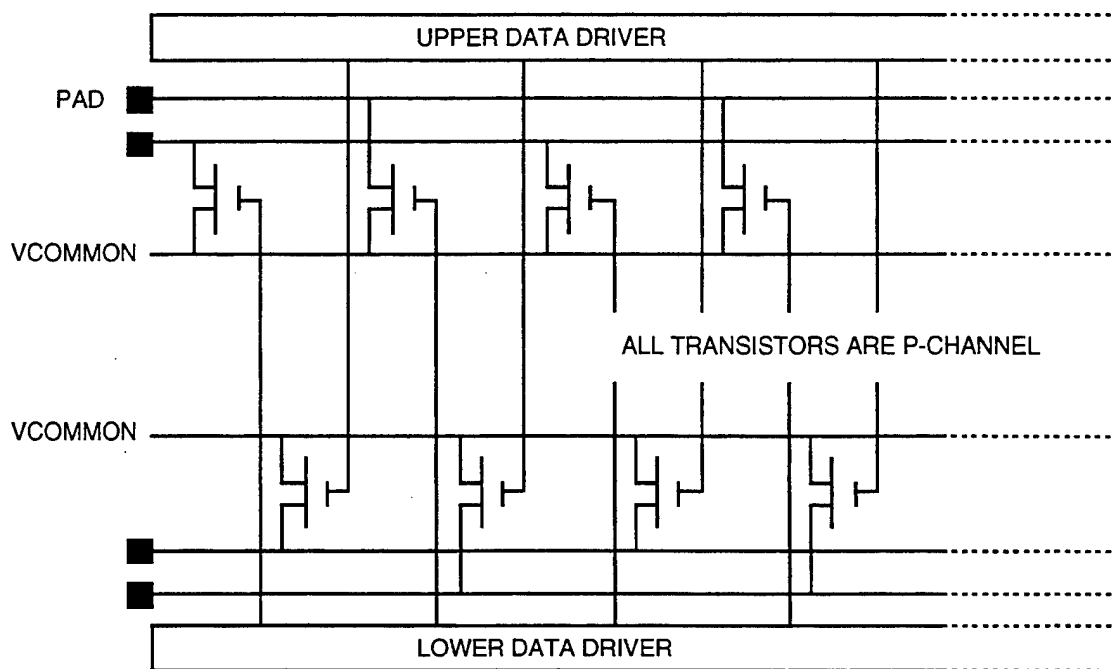 UPPER DATA DRIVER
PAD
VCOMMON
ALL TRANSISTORS ARE P-CHANNEL
VCOMMON
LOWER DATA DRIVER